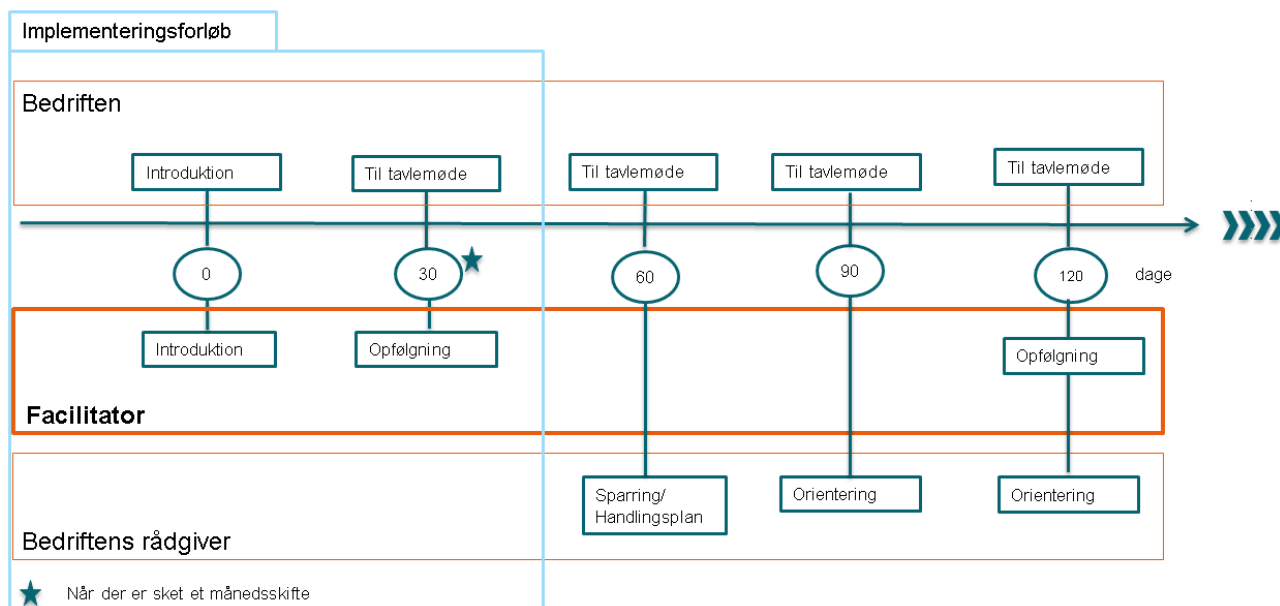 Implementeringsforløb
Bedriften
Introduktion
Til tavlemøde
Til tavlemøde
Til tavlemøde
Til tavlemøde
0
30
60
90
120
dage
Introduktion
Opfølgning
Opfølgning
Facilitator
Sparring/
Handlingsplan
Orientering
Orientering
Bedriftens rådgiver
Når der er sket et månedsskifte